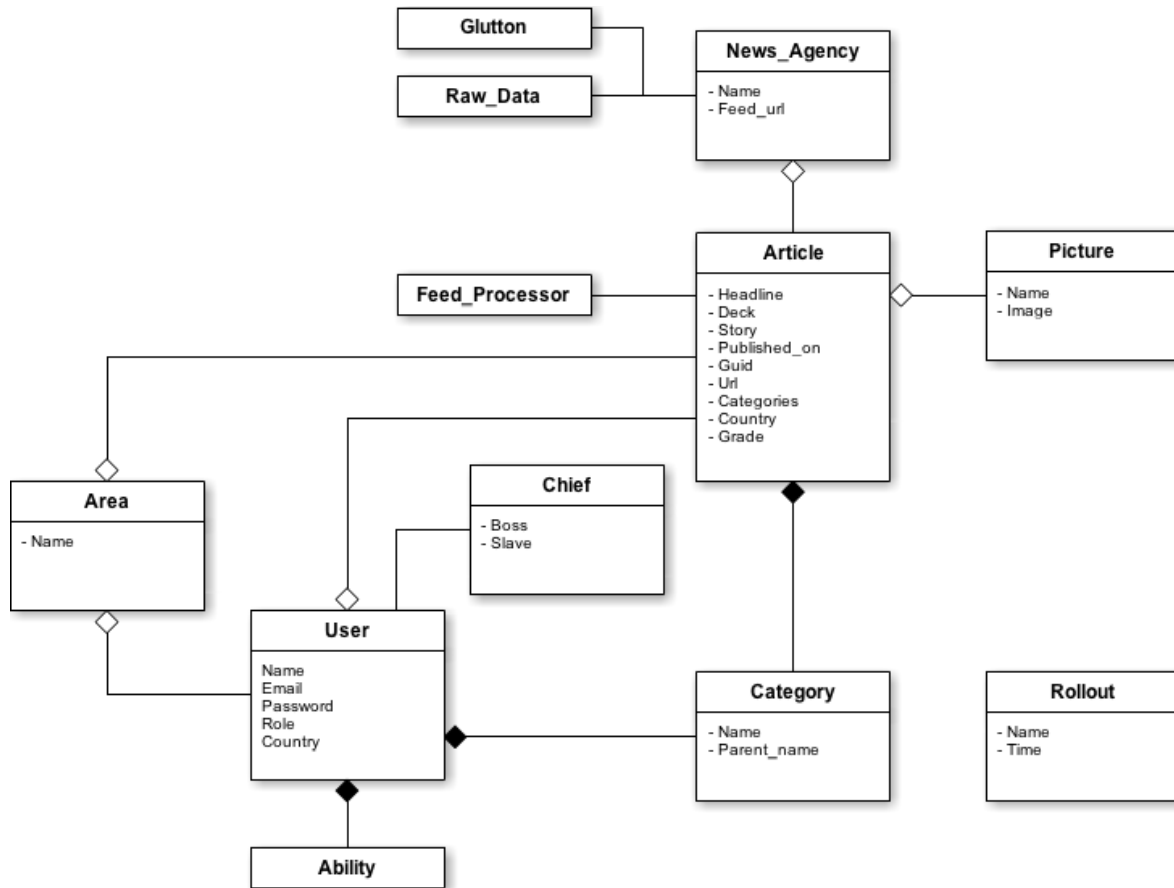 Glutton
Raw_Data
News_Agency
- Name
- Feed_url
Feed_Processor
Article
- Headline
- Deck
- Story
- Published_on
- Guid
- Url
- Categories
- Country
- Grade
Picture
- Name
- Image
Area
- Name
Chief
- Boss
- Slave
User
Name
Email
Password
Role
Country
Category
- Name
- Parent_name
Rollout
- Name
- Time
Ability